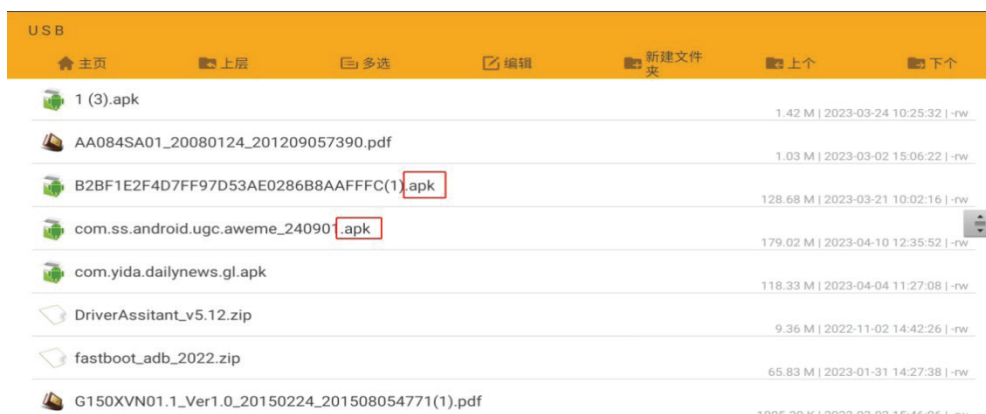 USB
主页 上层 多选 编辑 新建文件夹 上个 下个
1 (3).apk
1.42 M | 2023-03-24 10:25:32 | -rw
AA084SA01_20080124_201209057390.pdf
1.03 M | 2023-03-02 15:06:22 | -rw
B2BF1E2F4D7FF97D53AE0286B8AAFFFC(1).apk
128.68 M | 2023-03-21 10:02:16 | -rw
com.ss.android.ugc.aweme_240901.apk
179.02 M | 2023-04-10 12:35:52 | -rw
com.yida.dailynews.gl.apk
118.33 M | 2023-04-04 11:27:08 | -rw
DriverAssitant_v5.12.zip
9.36 M | 2022-11-02 14:42:26 | -rw
fastboot_adb_2022.zip
65.83 M | 2023-01-31 14:27:38 | -rw
G150XVN01.1_Ver1.0_20150224_201508054771(1).pdf